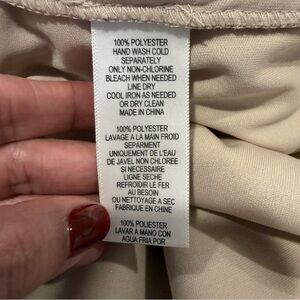 100% POLYESTER
HAND WASH COLD
SEPARATELY
ONLY NON-CHLORINE
BLEACH WHEN NEEDED
LINE DRY
COOL IRON AS NEEDED
OR DRY CLEAN
MADE IN CHINA
100% POLYESTER
LAVAGE A LA MAIN FROID
SEPARMENT
UNIQUEMENT DE L'EAU
DE JAVEL NON CHLOREE
SI NECESSAIRE
LIGNE SECHE
REFROIDIR LE FER
AU BESOIN
OU NETTOYAGE A SEC
FABRIQUE EN CHINE
100% POLIESTER
LAVAR A MANO CON
AGUA FRIA POR